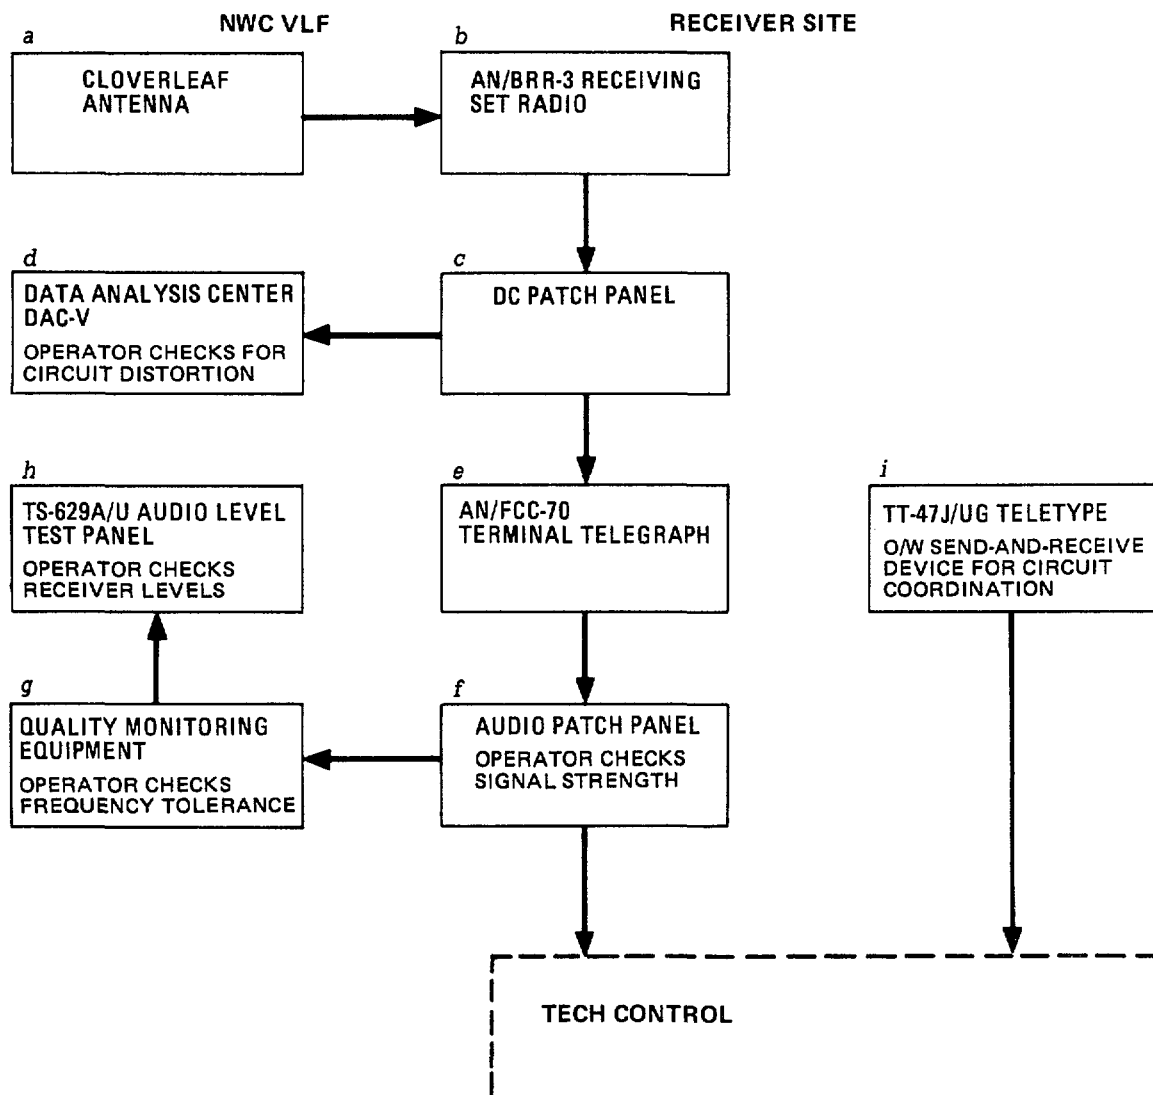 NWC VLF
RECEIVER SITE
a
CLOVERLEAF
ANTENNA
b
AN/BRR-3 RECEIVING
SET RADIO
d
DATA ANALYSIS CENTER
DAC-V
OPERATOR CHECKS FOR
CIRCUIT DISTORTION
c
DC PATCH PANEL
h
TS-629A/U AUDIO LEVEL
TEST PANEL
OPERATOR CHECKS
RECEIVER LEVELS
e
AN/FCC-70
TERMINAL TELEGRAPH
i
TT-47J/UG TELETYPE
O/W SEND-AND-RECEIVE
DEVICE FOR CIRCUIT
COORDINATION
g
QUALITY MONITORING
EQUIPMENT
OPERATOR CHECKS
FREQUENCY TOLERANCE
f
AUDIO PATCH PANEL
OPERATOR CHECKS
SIGNAL STRENGTH
TECH CONTROL